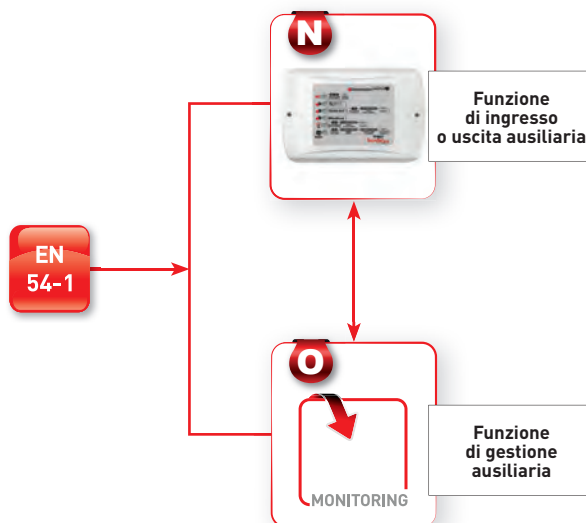 N
Funzione
di ingresso
o uscita ausiliaria
EN
54-1
O
MONITORING
Funzione
di gestione
ausiliaria